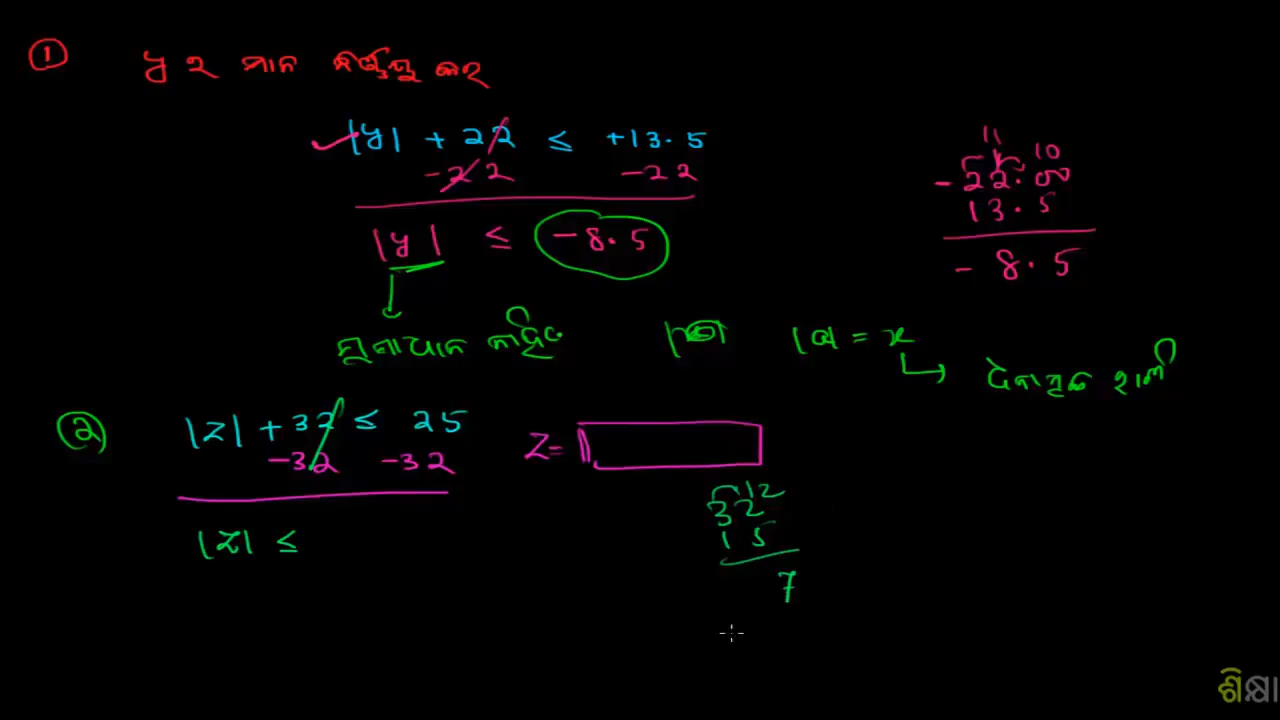 ① y ର ମାନ ନିର୍ଣ୍ଣୟ କର
|y| + 22 ≤ +13.5
-22 -22
|y| ≤ -8.5
11 10
-22.00
13.5
-8.5
|x| = x
② |z| + 32 ≤ 25
-32 -32
|z| ≤
z=
12
32
15
7
ଶିକ୍ଷା